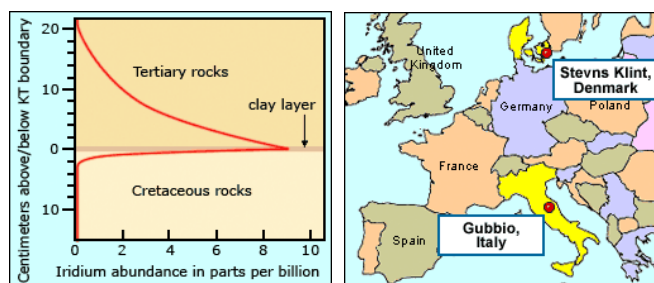 Centimeters above/below KT boundary
20
10
0
10
Tertiary rocks
clay layer
Cretaceous rocks
0
2
4
6
8
10
Iridium abundance in parts per billion
United
Kingdom
Stevns Klint,
Denmark
Germany
Poland
France
Gubbio,
Italy
Spain